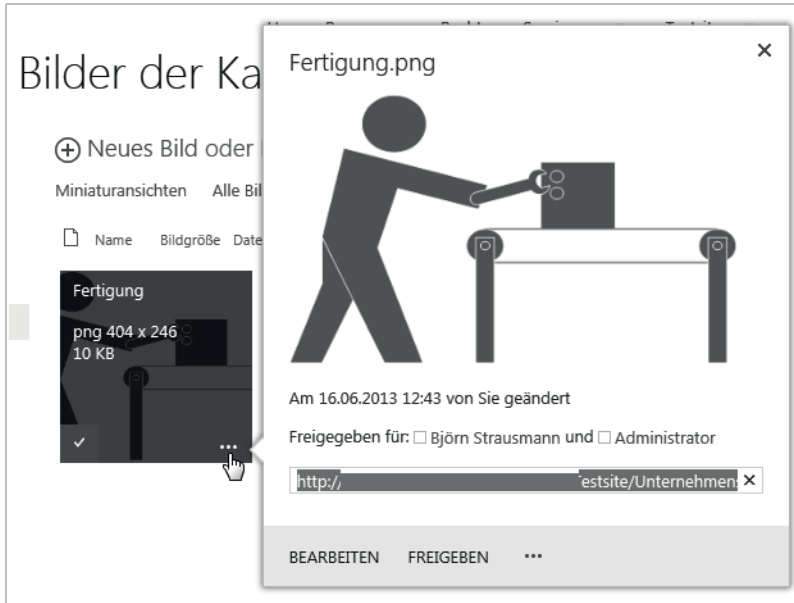 Bilder der Ka
Neues Bild oder
Miniaturansichten Alle Bil
Name Bildgröße Date
Fertigung
png 404 x 246
10 KB
Fertigung.png
Am 16.06.2013 12:43 von Sie geändert
Freigegeben für: Björn Strausmann und Administrator
http:// estsite/Unternehmens
BEARBEITEN FREIGEBEN ...